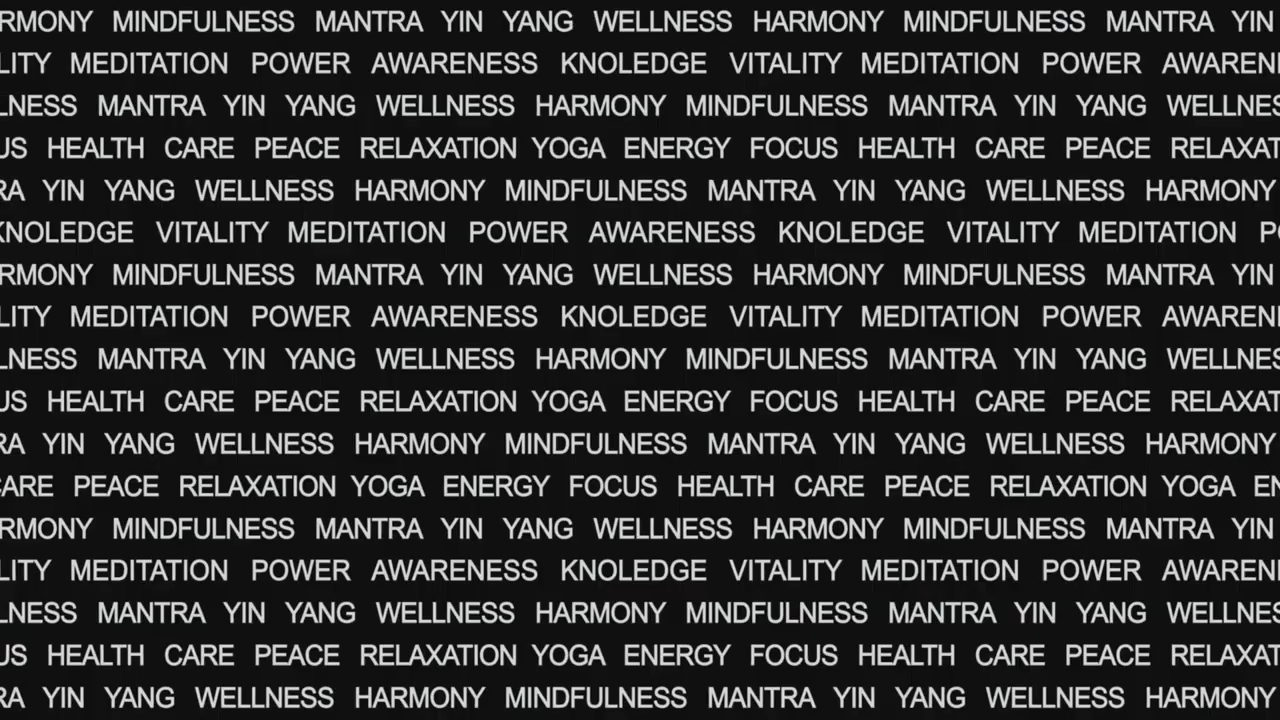 RMONY MINDFULNESS MANTRA YIN YANG WELLNESS HARMONY MINDFULNESS MANTRA YIN
LITY MEDITATION POWER AWARENESS KNOLEDGE VITALITY MEDITATION POWER AWAREN
LNESS MANTRA YIN YANG WELLNESS HARMONY MINDFULNESS MANTRA YIN YANG WELLNES
US HEALTH CARE PEACE RELAXATION YOGA ENERGY FOCUS HEALTH CARE PEACE RELAXAT
RA YIN YANG WELLNESS HARMONY MINDFULNESS MANTRA YIN YANG WELLNESS HARMONY
KNOLEDGE VITALITY MEDITATION POWER AWARENESS KNOLEDGE VITALITY MEDITATION PO
RMONY MINDFULNESS MANTRA YIN YANG WELLNESS HARMONY MINDFULNESS MANTRA YIN
LITY MEDITATION POWER AWARENESS KNOLEDGE VITALITY MEDITATION POWER AWAREN
LNESS MANTRA YIN YANG WELLNESS HARMONY MINDFULNESS MANTRA YIN YANG WELLNES
US HEALTH CARE PEACE RELAXATION YOGA ENERGY FOCUS HEALTH CARE PEACE RELAXAT
RA YIN YANG WELLNESS HARMONY MINDFULNESS MANTRA YIN YANG WELLNESS HARMONY
CARE PEACE RELAXATION YOGA ENERGY FOCUS HEALTH CARE PEACE RELAXATION YOGA EN
RMONY MINDFULNESS MANTRA YIN YANG WELLNESS HARMONY MINDFULNESS MANTRA YIN
LITY MEDITATION POWER AWARENESS KNOLEDGE VITALITY MEDITATION POWER AWAREN
LNESS MANTRA YIN YANG WELLNESS HARMONY MINDFULNESS MANTRA YIN YANG WELLNES
US HEALTH CARE PEACE RELAXATION YOGA ENERGY FOCUS HEALTH CARE PEACE RELAXAT
RA YIN YANG WELLNESS HARMONY MINDFULNESS MANTRA YIN YANG WELLNESS HARMONY